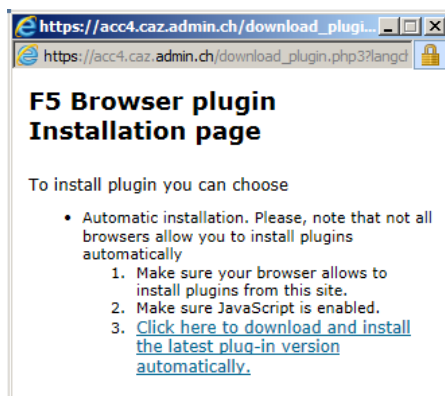 https://acc4.caz.admin.ch/download_plugi...
https://acc4.caz.admin.ch/download_plugin.php3?langch
F5 Browser plugin
Installation page
To install plugin you can choose
• Automatic installation. Please, note that not all
browsers allow you to install plugins
automatically
1. Make sure your browser allows to
install plugins from this site.
2. Make sure JavaScript is enabled.
3. Click here to download and install
the latest plug-in version
automatically.